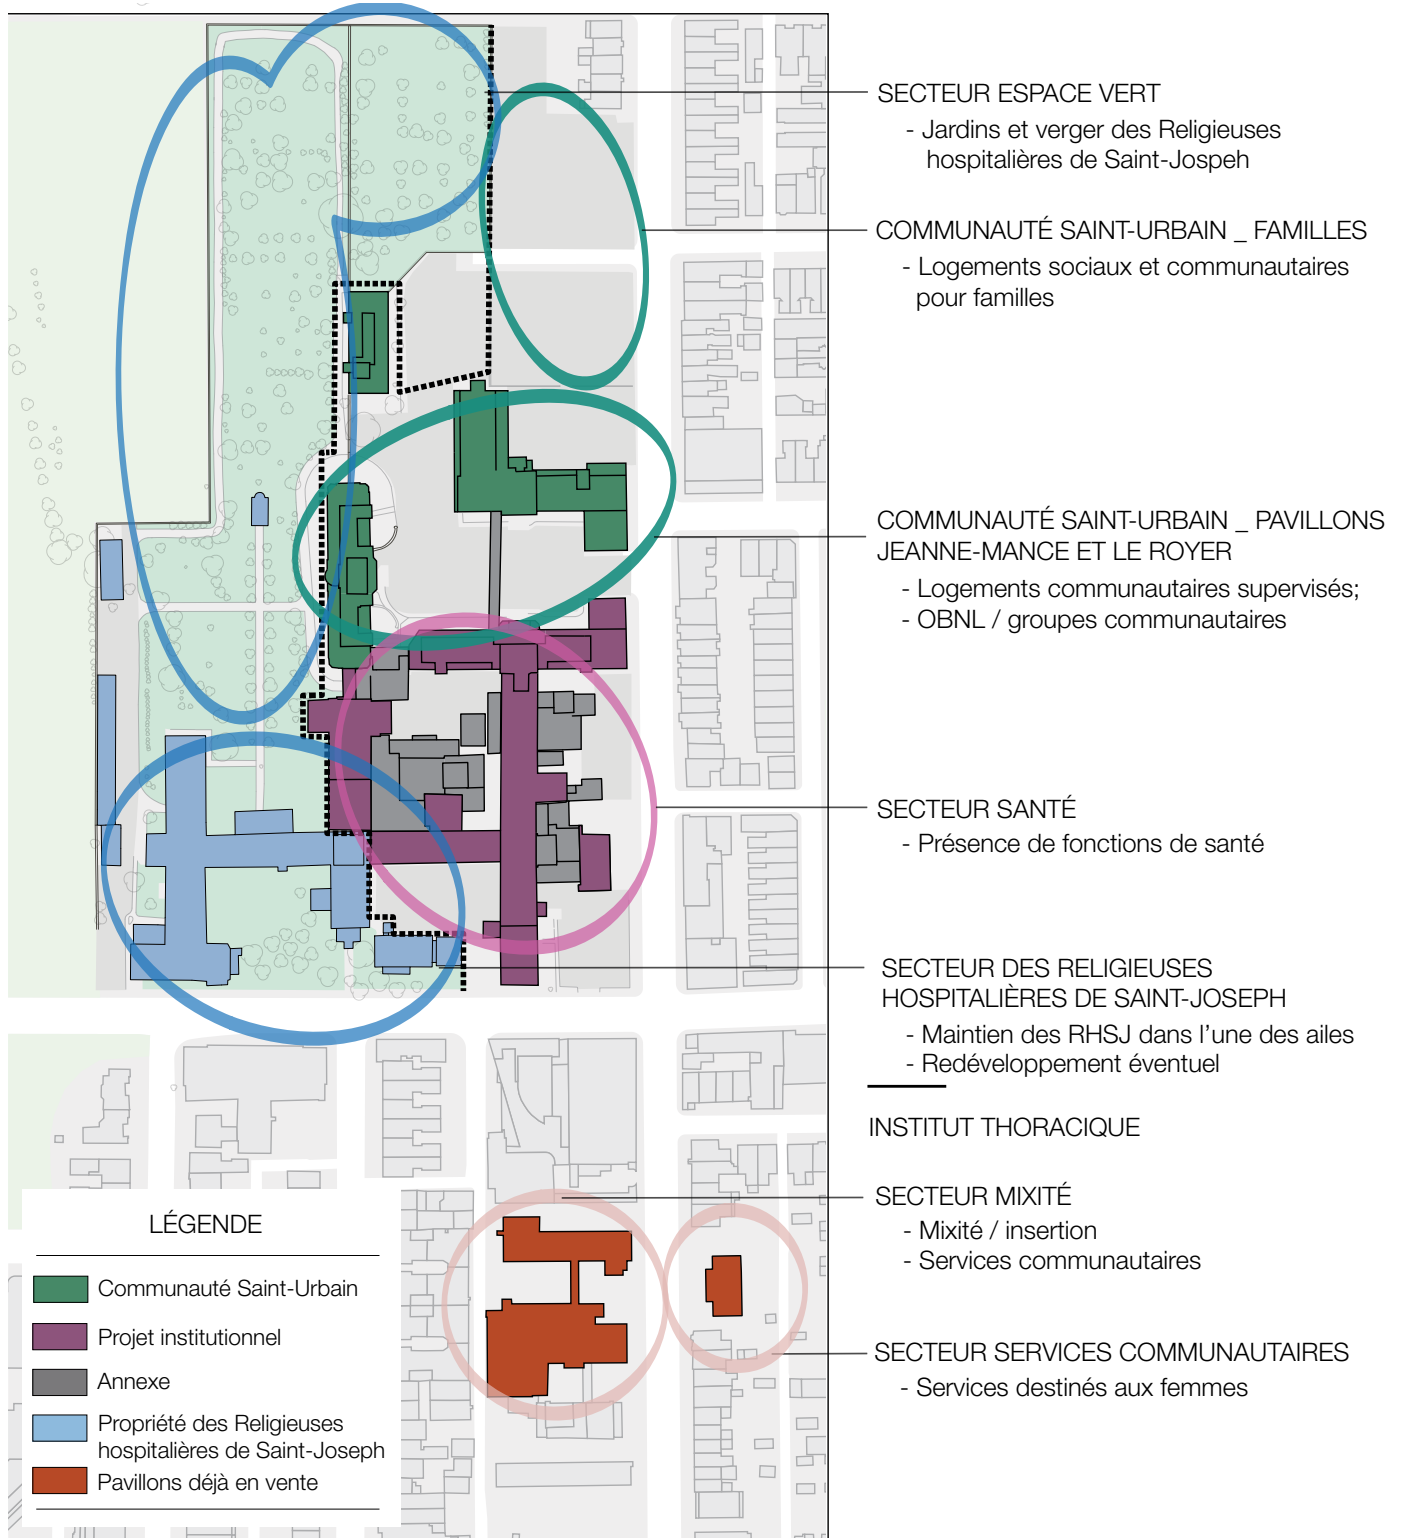 SECTEUR ESPACE VERT
- Jardins et verger des Religieuses
hospitalières de Saint-Jospeh
COMMUNAUTÉ SAINT-URBAIN _ FAMILLES
- Logements sociaux et communautaires
pour familles
COMMUNAUTÉ SAINT-URBAIN _ PAVILLONS
JEANNE-MANCE ET LE ROYER
- Logements communautaires supervisés;
- OBNL / groupes communautaires
SECTEUR SANTÉ
- Présence de fonctions de santé
SECTEUR DES RELIGIEUSES
HOSPITALIÈRES DE SAINT-JOSEPH
- Maintien des RHSJ dans l'une des ailes
- Redéveloppement éventuel
INSTITUT THORACIQUE
SECTEUR MIXITÉ
- Mixité / insertion
- Services communautaires
SECTEUR SERVICES COMMUNAUTAIRES
- Services destinés aux femmes
LÉGENDE
Communauté Saint-Urbain
Projet institutionnel
Annexe
Propriété des Religieuses
hospitalières de Saint-Joseph
Pavillons déjà en vente